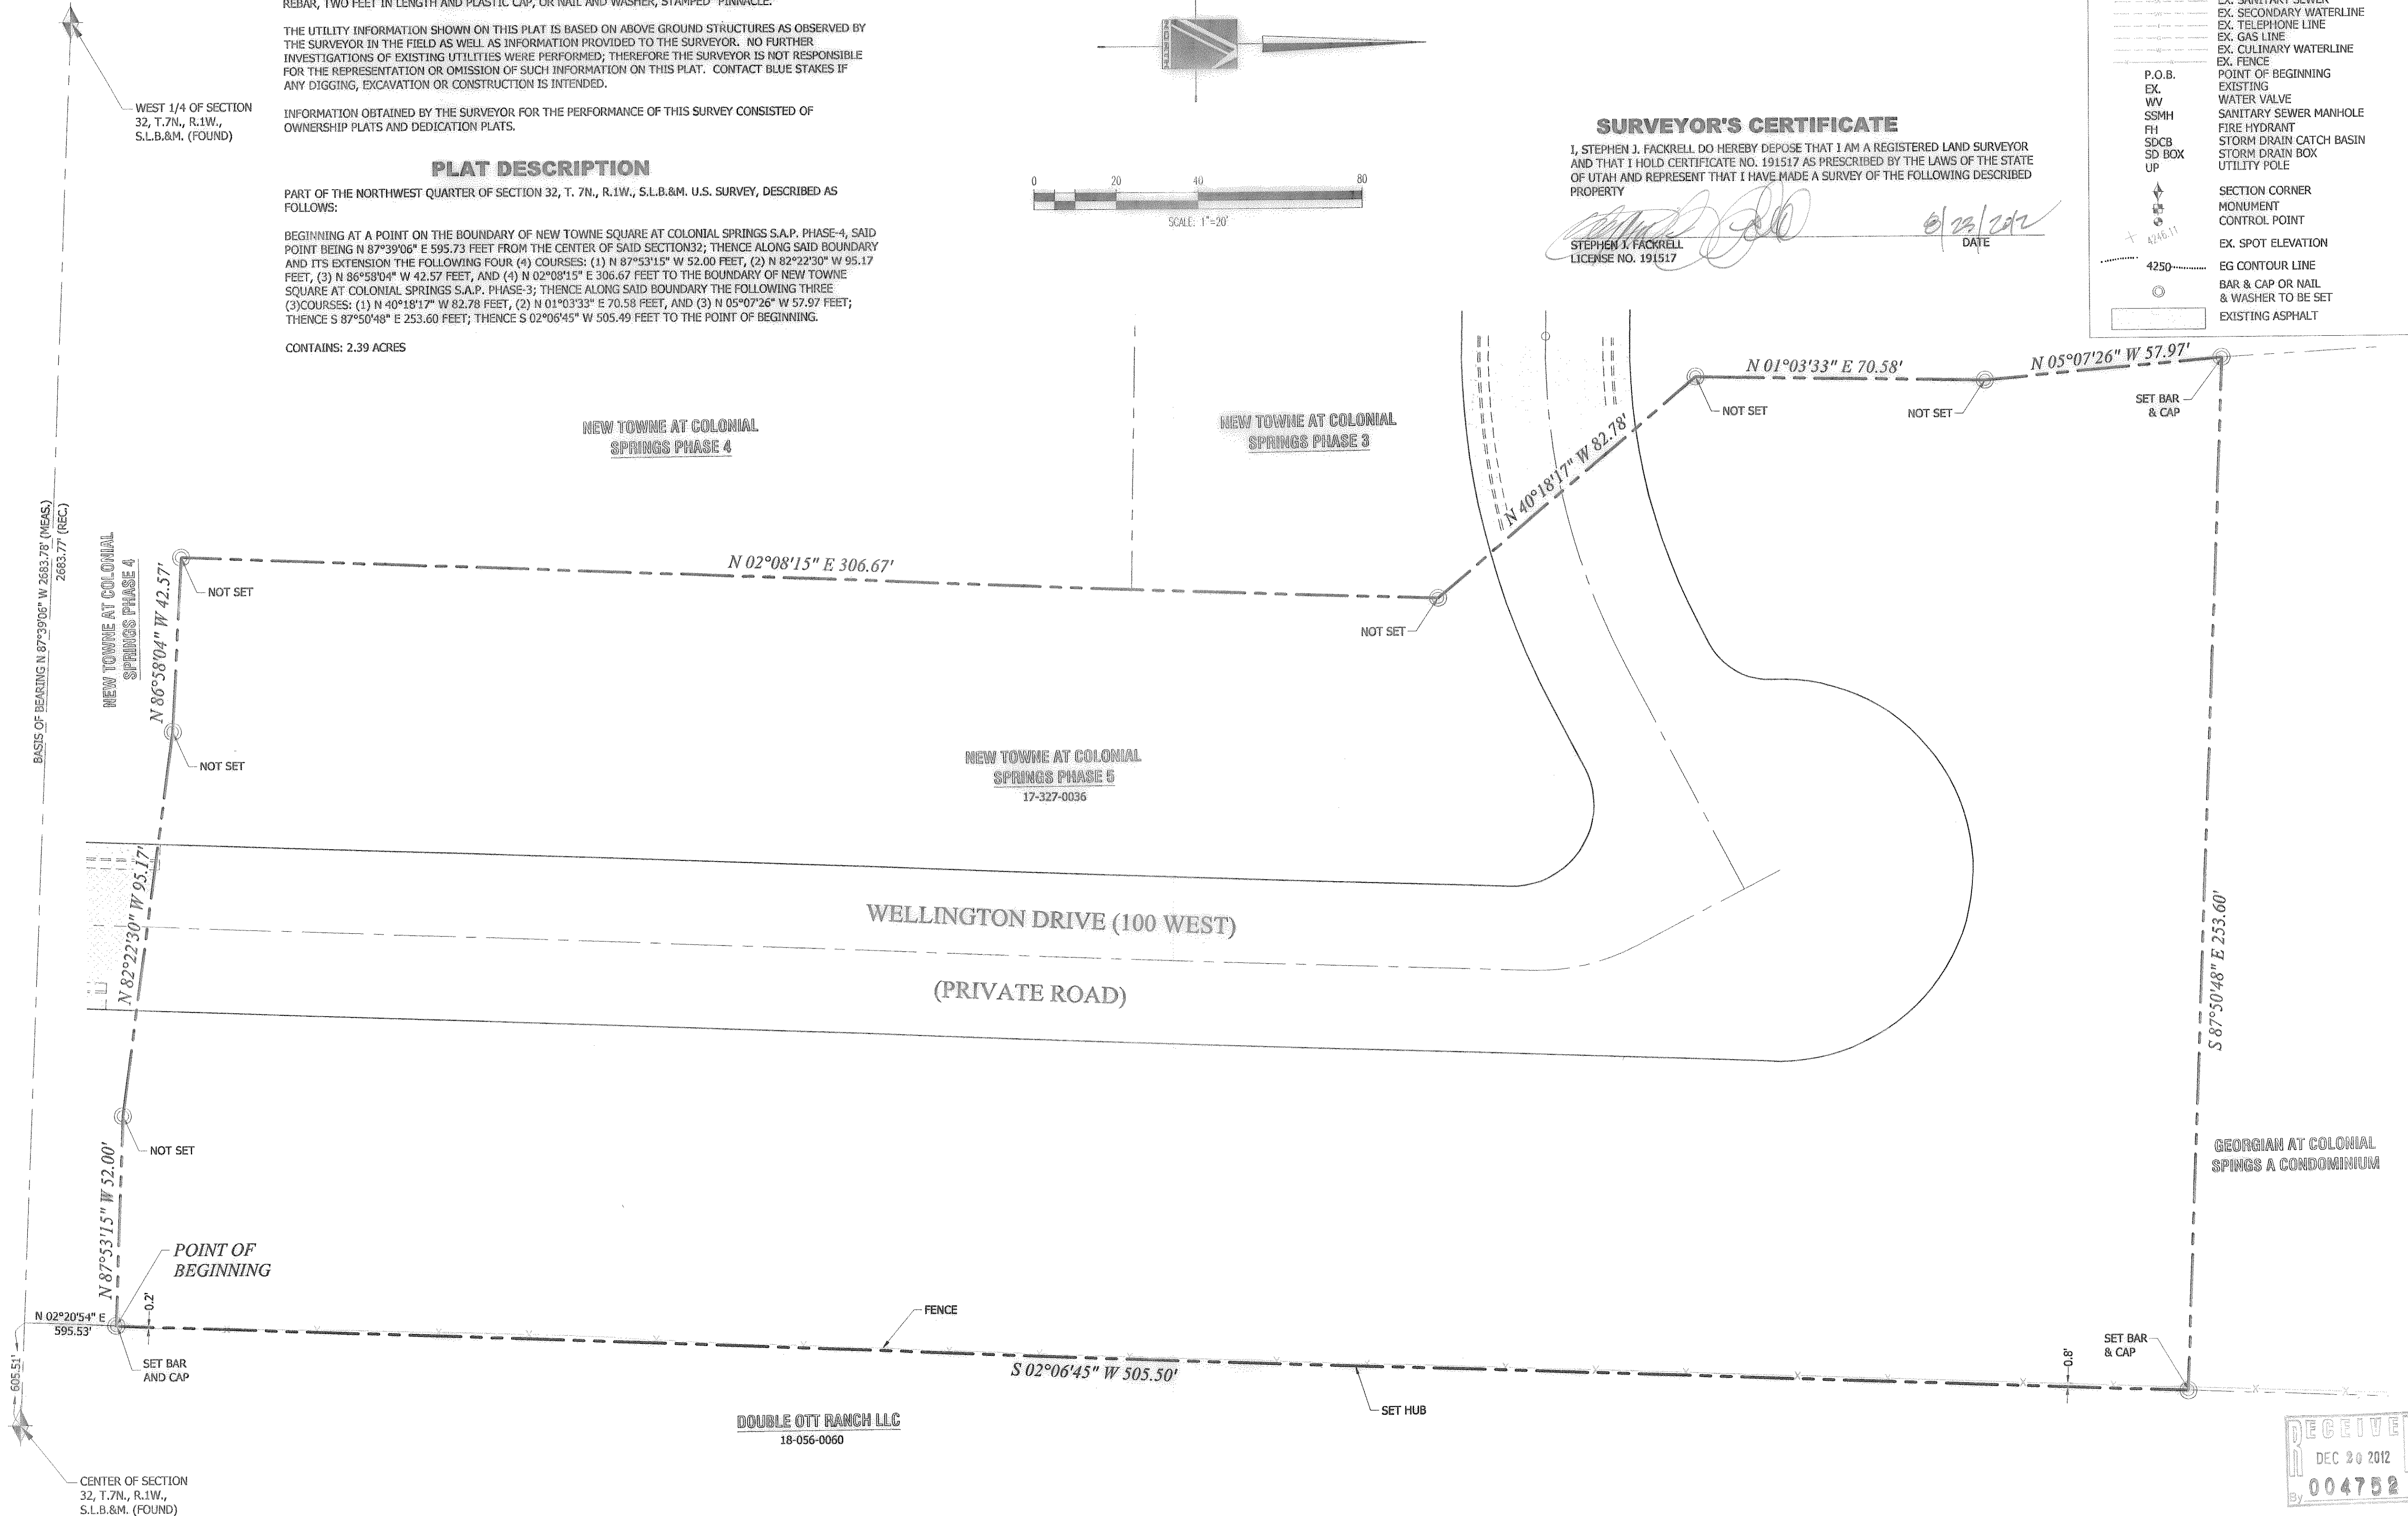 REBAR, TWO FEET IN LENGTH AND PLASTIC CAP, OR NAIL AND WASHER, STAMPED "PINNACLE."
THE UTILITY INFORMATION SHOWN ON THIS PLAT IS BASED ON ABOVE GROUND STRUCTURES AS OBSERVED BY
THE SURVEYOR IN THE FIELD AS WELL AS INFORMATION PROVIDED TO THE SURVEYOR. NO FURTHER
INVESTIGATIONS OF EXISTING UTILITIES WERE PERFORMED; THEREFORE THE SURVEYOR IS NOT RESPONSIBLE
FOR THE REPRESENTATION OR OMISSION OF SUCH INFORMATION ON THIS PLAT. CONTACT BLUE STAKES IF
ANY DIGGING, EXCAVATION OR CONSTRUCTION IS INTENDED.
INFORMATION OBTAINED BY THE SURVEYOR FOR THE PERFORMANCE OF THIS SURVEY CONSISTED OF
OWNERSHIP PLATS AND DEDICATION PLATS.
WEST 1/4 OF SECTION
32, T.7N., R.1W.,
S.L.B.&M. (FOUND)
PLAT DESCRIPTION
PART OF THE NORTHWEST QUARTER OF SECTION 32, T. 7N., R.1W., S.L.B.&M. U.S. SURVEY, DESCRIBED AS
FOLLOWS:
BEGINNING AT A POINT ON THE BOUNDARY OF NEW TOWNE SQUARE AT COLONIAL SPRINGS S.A.P. PHASE-4, SAID
POINT BEING N 87°39'06" E 595.73 FEET FROM THE CENTER OF SAID SECTION32; THENCE ALONG SAID BOUNDARY
AND ITS EXTENSION THE FOLLOWING FOUR (4) COURSES: (1) N 87°53'15" W 52.00 FEET, (2) N 82°22'30" W 95.17
FEET, (3) N 86°58'04" W 42.57 FEET, AND (4) N 02°08'15" E 306.67 FEET TO THE BOUNDARY OF NEW TOWNE
SQUARE AT COLONIAL SPRINGS S.A.P. PHASE-3; THENCE ALONG SAID BOUNDARY THE FOLLOWING THREE
(3)COURSES: (1) N 40°18'17" W 82.78 FEET, (2) N 01°03'33" E 70.58 FEET, AND (3) N 05°07'26" W 57.97 FEET;
THENCE S 87°50'48" E 253.60 FEET; THENCE S 02°06'45" W 505.49 FEET TO THE POINT OF BEGINNING.
CONTAINS: 2.39 ACRES
NORTH
0 20 40 80
SCALE: 1"=20'
SURVEYOR'S CERTIFICATE
I, STEPHEN J. FACKRELL DO HEREBY DEPOSE THAT I AM A REGISTERED LAND SURVEYOR
AND THAT I HOLD CERTIFICATE NO. 191517 AS PRESCRIBED BY THE LAWS OF THE STATE
OF UTAH AND REPRESENT THAT I HAVE MADE A SURVEY OF THE FOLLOWING DESCRIBED
PROPERTY
8/23/2012
STEPHEN J. FACKRELL
DATE
LICENSE NO. 191517
EX. SANITARY SEWER
EX. SECONDARY WATERLINE
EX. TELEPHONE LINE
EX. GAS LINE
EX. CULINARY WATERLINE
EX. FENCE
P.O.B. POINT OF BEGINNING
EX. EXISTING
WV WATER VALVE
SSMH SANITARY SEWER MANHOLE
FH FIRE HYDRANT
SDCB STORM DRAIN CATCH BASIN
SD BOX STORM DRAIN BOX
UP UTILITY POLE
SECTION CORNER
MONUMENT
CONTROL POINT
4246.11 EX. SPOT ELEVATION
4250 EG CONTOUR LINE
BAR & CAP OR NAIL
& WASHER TO BE SET
EXISTING ASPHALT
N 01°03'33" E 70.58'
N 05°07'26" W 57.97'
NOT SET
NOT SET
SET BAR
& CAP
NEW TOWNE AT COLONIAL
SPRINGS PHASE 4
NEW TOWNE AT COLONIAL
SPRINGS PHASE 3
N 40°18'17" W 82.78'
BASIS OF BEARING N 87°39'06" W 2683.78' (MEAS.)
2683.77' (REC.)
NEW TOWNE AT COLONIAL
SPRINGS PHASE 4
N 86°58'04" W 42.57'
NOT SET
N 02°08'15" E 306.67'
NOT SET
NOT SET
NEW TOWNE AT COLONIAL
SPRINGS PHASE 5
17-327-0036
N 82°22'30" W 95.17'
WELLINGTON DRIVE (100 WEST)
(PRIVATE ROAD)
S 87°50'48" E 253.60'
NOT SET
GEORGIAN AT COLONIAL
SPINGS A CONDOMINIUM
N 87°53'15" W 52.00'
POINT OF
BEGINNING
N 02°20'54" E
595.53'
0.2'
FENCE
SET BAR
AND CAP
S 02°06'45" W 505.50'
0.8'
SET BAR
& CAP
605.51'
SET HUB
DOUBLE OTT RANCH LLC
18-056-0060
CENTER OF SECTION
32, T.7N., R.1W.,
S.L.B.&M. (FOUND)
RECEIVE
DEC 20 2012
By 004752